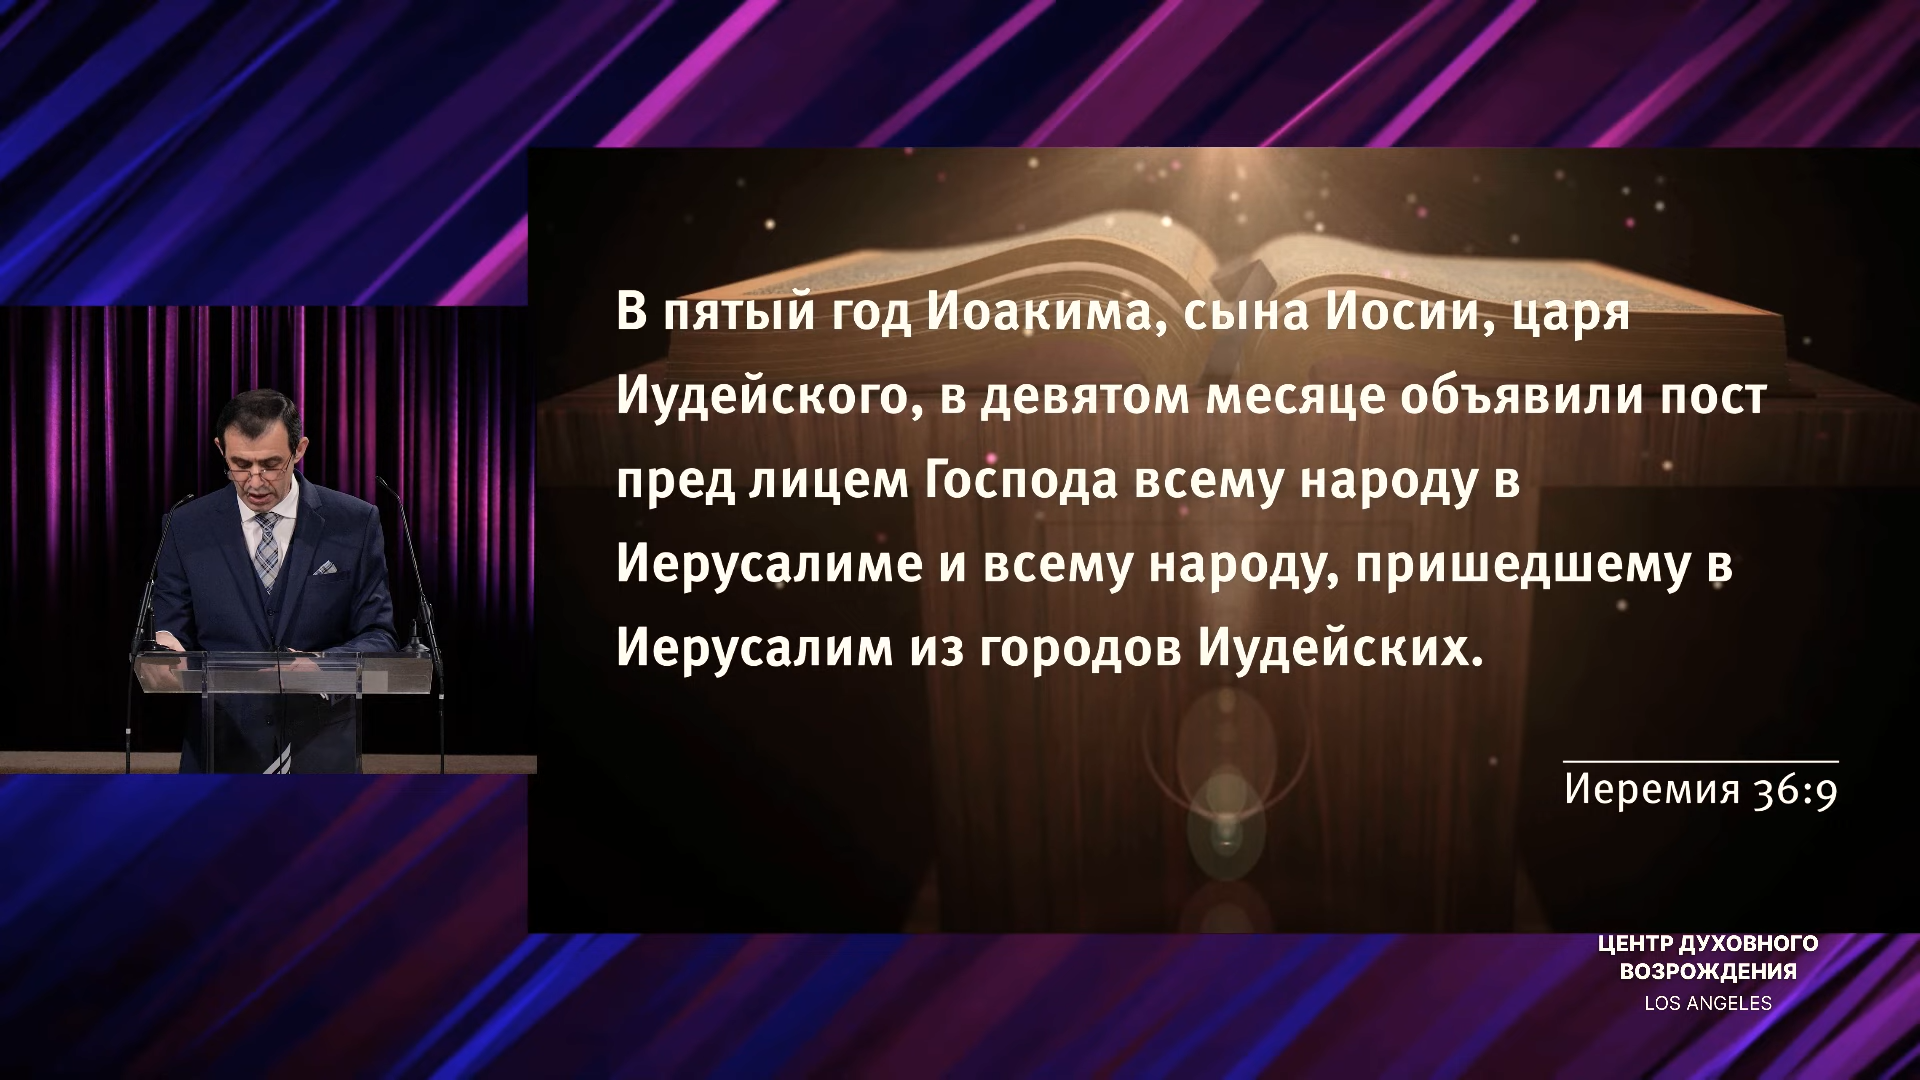 В пятый год Иоакима, сына Иосии, царя
Иудейского, в девятом месяце объявили пост
пред лицем Господа всему народу в
Иерусалиме и всему народу, пришедшему в
Иерусалим из городов Иудейских.
Иеремия 36:9
ЦЕНТР ДУХОВНОГО
ВОЗРОЖДЕНИЯ
LOS ANGELES